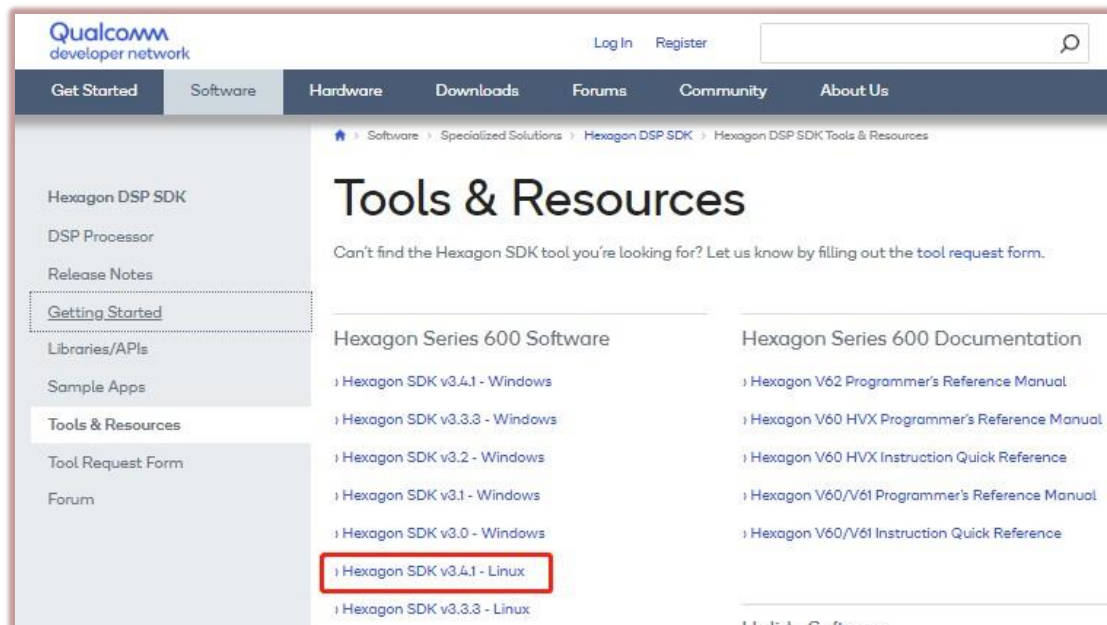 Qualcomm
developer network
Log In Register
Get Started Software Hardware Downloads Forums Community About Us
Software > Specialized Solutions > Hexagon DSP SDK > Hexagon DSP SDK Tools & Resources
Hexagon DSP SDK
DSP Processor
Release Notes
Getting Started
Libraries/APIs
Sample Apps
Tools & Resources
Tool Request Form
Forum
Tools & Resources
Can't find the Hexagon SDK tool you're looking for? Let us know by filling out the tool request form.
Hexagon Series 600 Software
› Hexagon SDK v3.4.1 - Windows
› Hexagon SDK v3.3.3 - Windows
› Hexagon SDK v3.2 - Windows
› Hexagon SDK v3.1 - Windows
› Hexagon SDK v3.0 - Windows
› Hexagon SDK v3.4.1 - Linux
› Hexagon SDK v3.3.3 - Linux
Hexagon Series 600 Documentation
› Hexagon V62 Programmer's Reference Manual
› Hexagon V60 HVX Programmer's Reference Manual
› Hexagon V60 HVX Instruction Quick Reference
› Hexagon V60/V61 Programmer's Reference Manual
› Hexagon V60/V61 Instruction Quick Reference